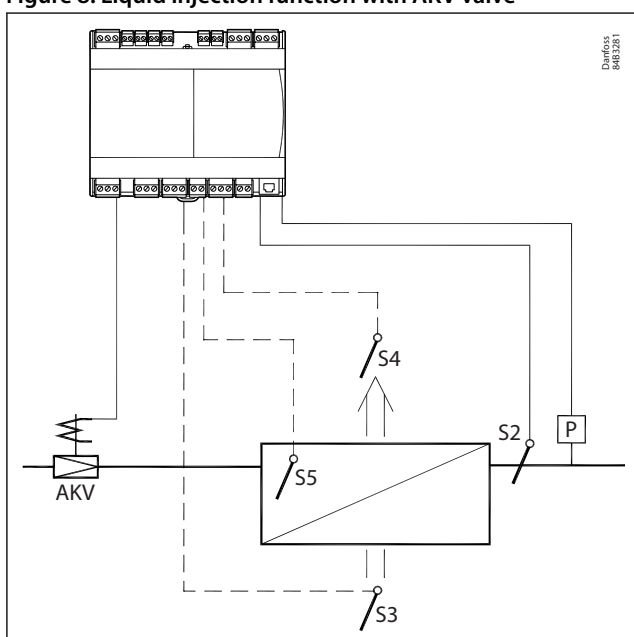 Figure 8: Liquid injection function with AKV valve
Danfoss
84B3281
S4
S2
P
S5
AKV
S3